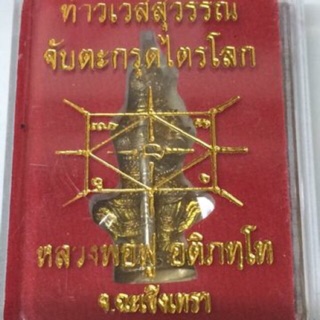 ท้าวเวสสุวรรณ
จับตะกรุดไตรโลก
หลวงพ่อฟู อติภทฺโท
จ.ฉะเชิงเทรา